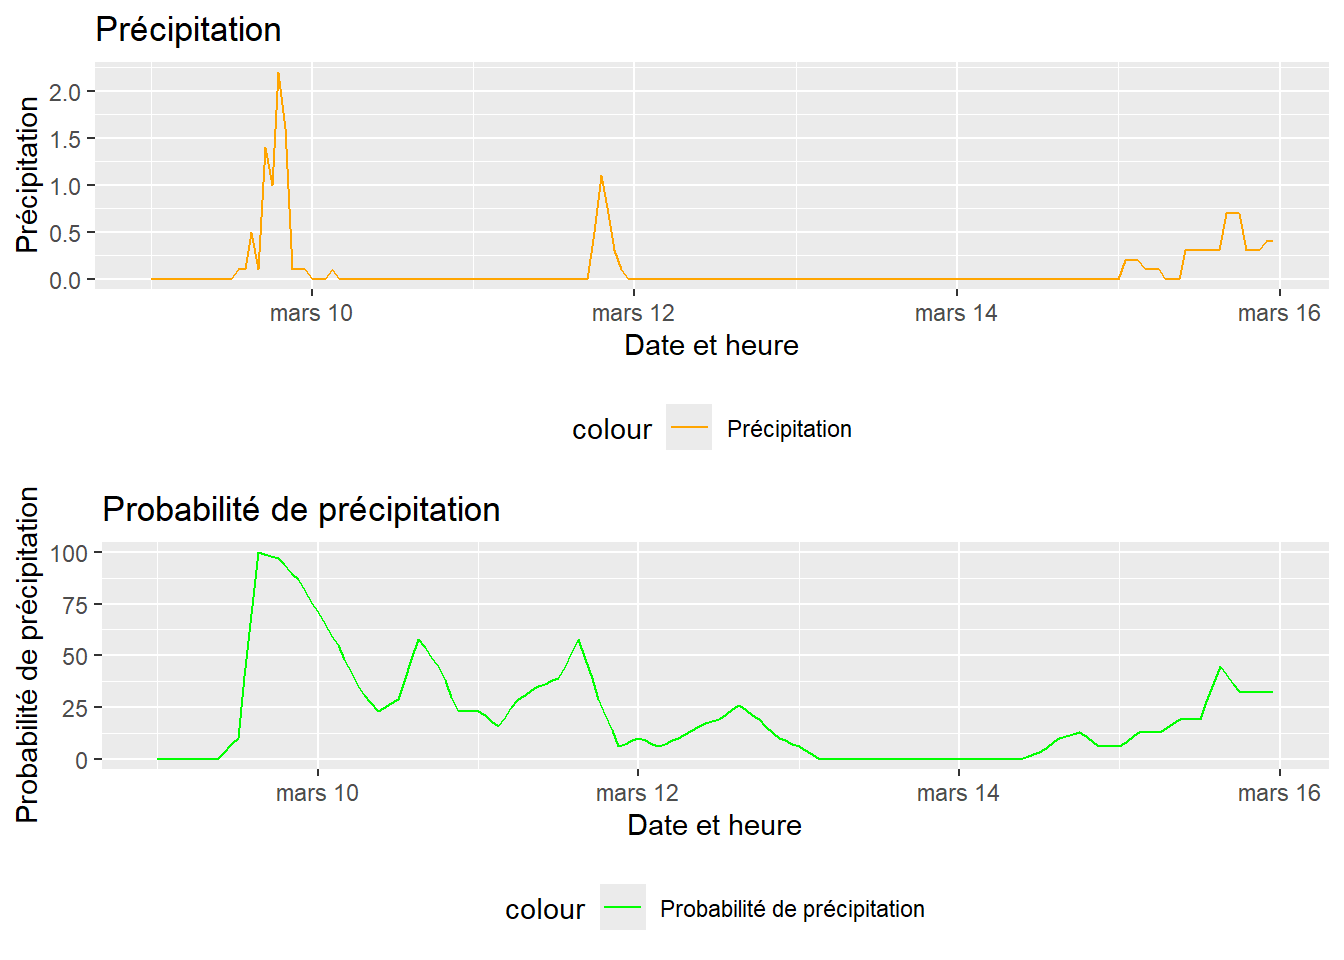 Précipitation
Précipitation
2.0
1.5
1.0
0.5
0.0
mars 10 mars 12 mars 14 mars 16
Date et heure
colour Précipitation
Probabilité de précipitation
Probabilité de précipitation
100
75
50
25
0
mars 10 mars 12 mars 14 mars 16
Date et heure
colour Probabilité de précipitation